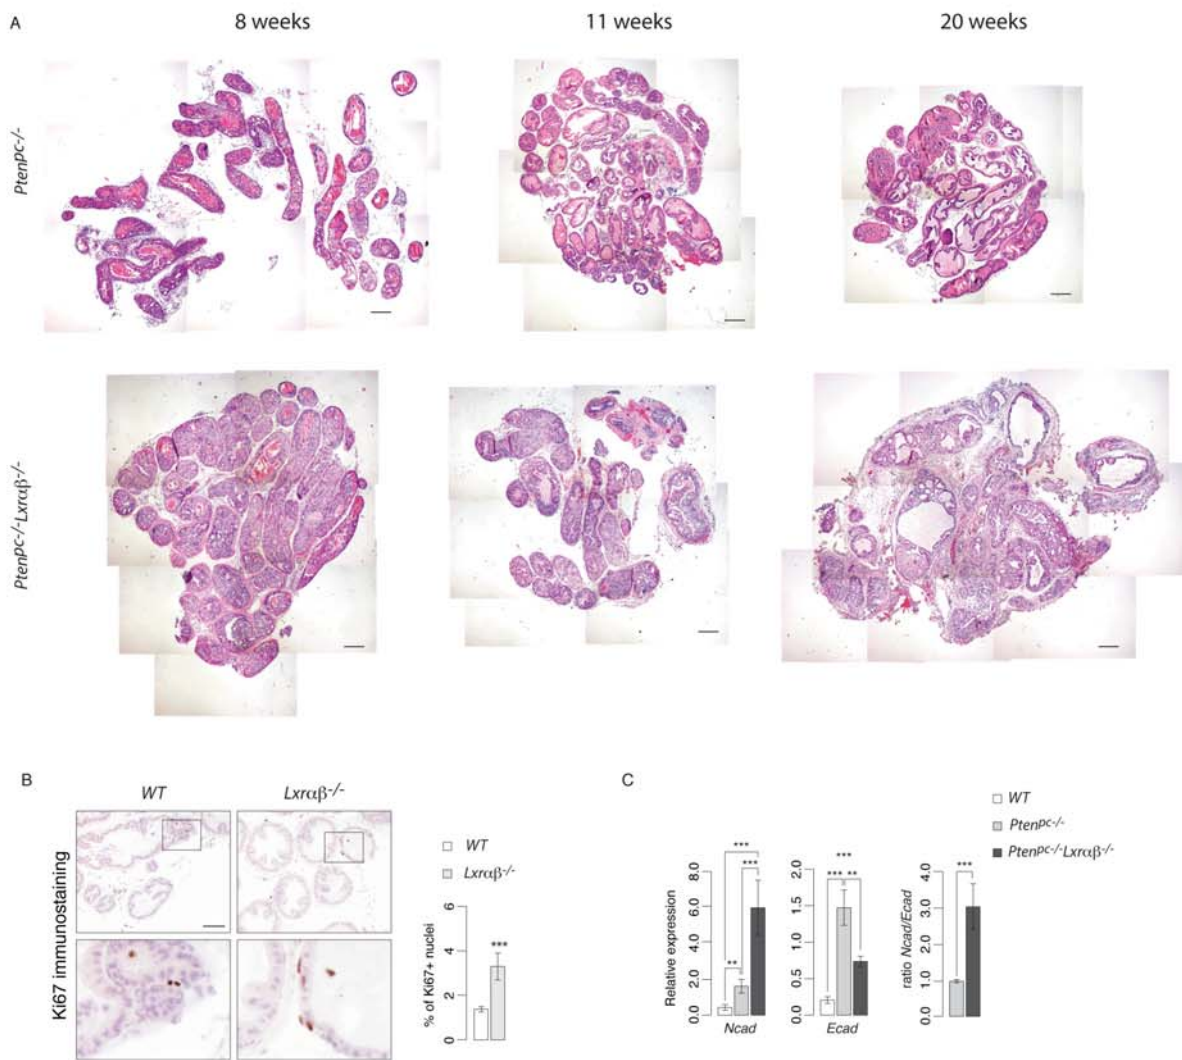 A
8 weeks
11 weeks
20 weeks
Ptenpc-/-
Ptenpc-/-Lxrαβ-/-
B
WT
Lxrαβ-/-
Ki67 immunostaining
WT
Lxrαβ-/-
% of Ki67+ nuclei
6
4
2
0
***
C
WT
Ptenpc-/-
Ptenpc-/-Lxrαβ-/-
Relative expression
8.0
6.0
4.0
2.0
0.0
***
***
**
Ncad
1.5
1.0
0.5
0.0
***
*** **
Ecad
ratio Ncad/Ecad
4.0
3.0
2.0
1.0
0.0
***